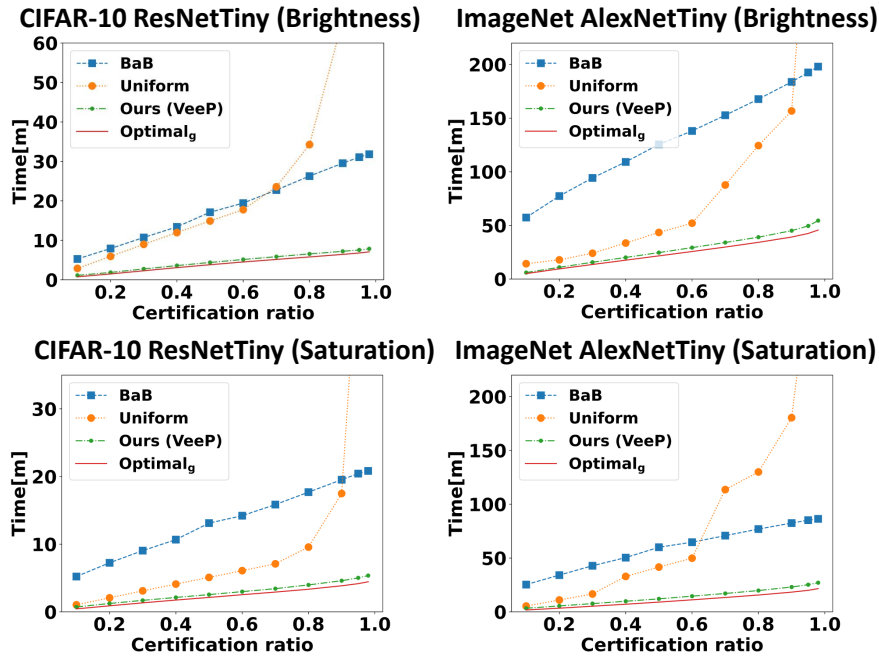 CIFAR-10 ResNetTiny (Brightness)
60
50
40
30
20
10
0
Time[m]
BaB
Uniform
Ours (VeeP)
Optimalg
0.2 0.4 0.6 0.8 1.0
Certification ratio
ImageNet AlexNetTiny (Brightness)
200
150
100
50
0
Time[m]
BaB
Uniform
Ours (VeeP)
Optimalg
0.2 0.4 0.6 0.8 1.0
Certification ratio
CIFAR-10 ResNetTiny (Saturation)
30
20
10
0
Time[m]
BaB
Uniform
Ours (VeeP)
Optimalg
0.2 0.4 0.6 0.8 1.0
Certification ratio
ImageNet AlexNetTiny (Saturation)
200
150
100
50
0
Time[m]
BaB
Uniform
Ours (VeeP)
Optimalg
0.2 0.4 0.6 0.8 1.0
Certification ratio